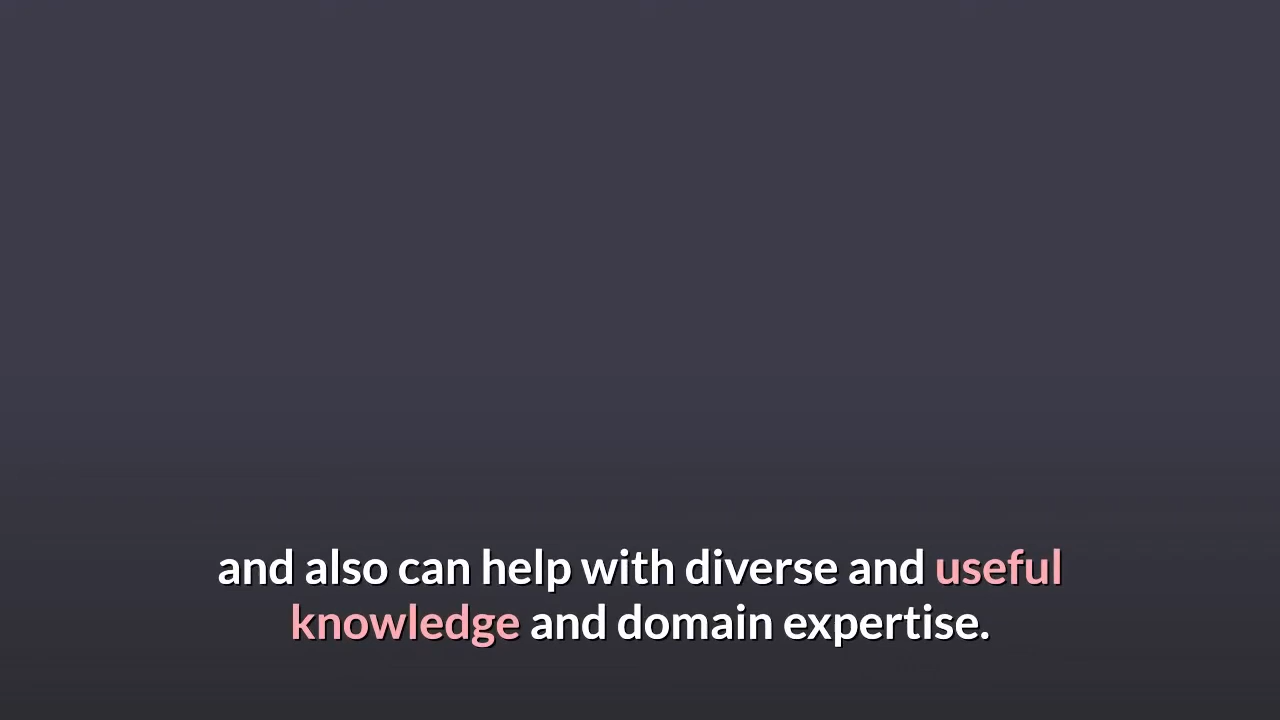 and also can help with diverse and useful
knowledge and domain expertise.